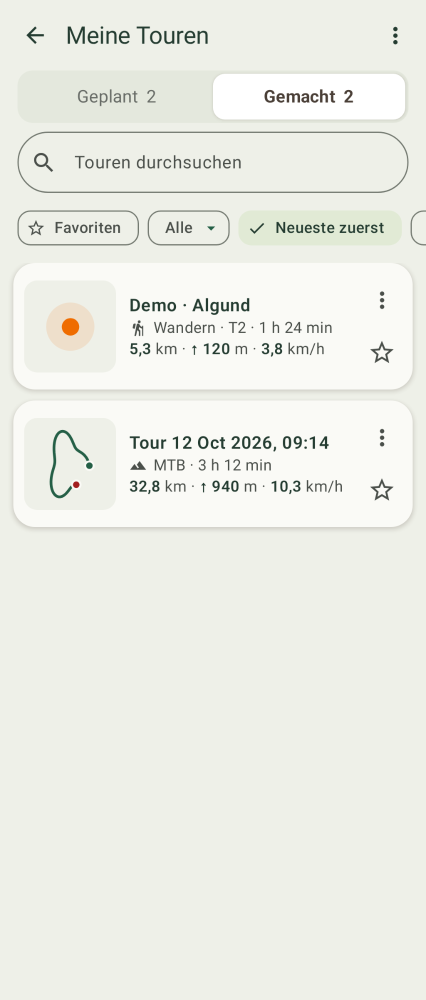 Meine Touren
Geplant 2
Gemacht 2
Touren durchsuchen
Favoriten
Alle
Neueste zuerst
Demo · Algund
Wandern · T2 · 1 h 24 min
5,3 km · ↑ 120 m · 3,8 km/h
Tour 12 Oct 2026, 09:14
MTB · 3 h 12 min
32,8 km · ↑ 940 m · 10,3 km/h